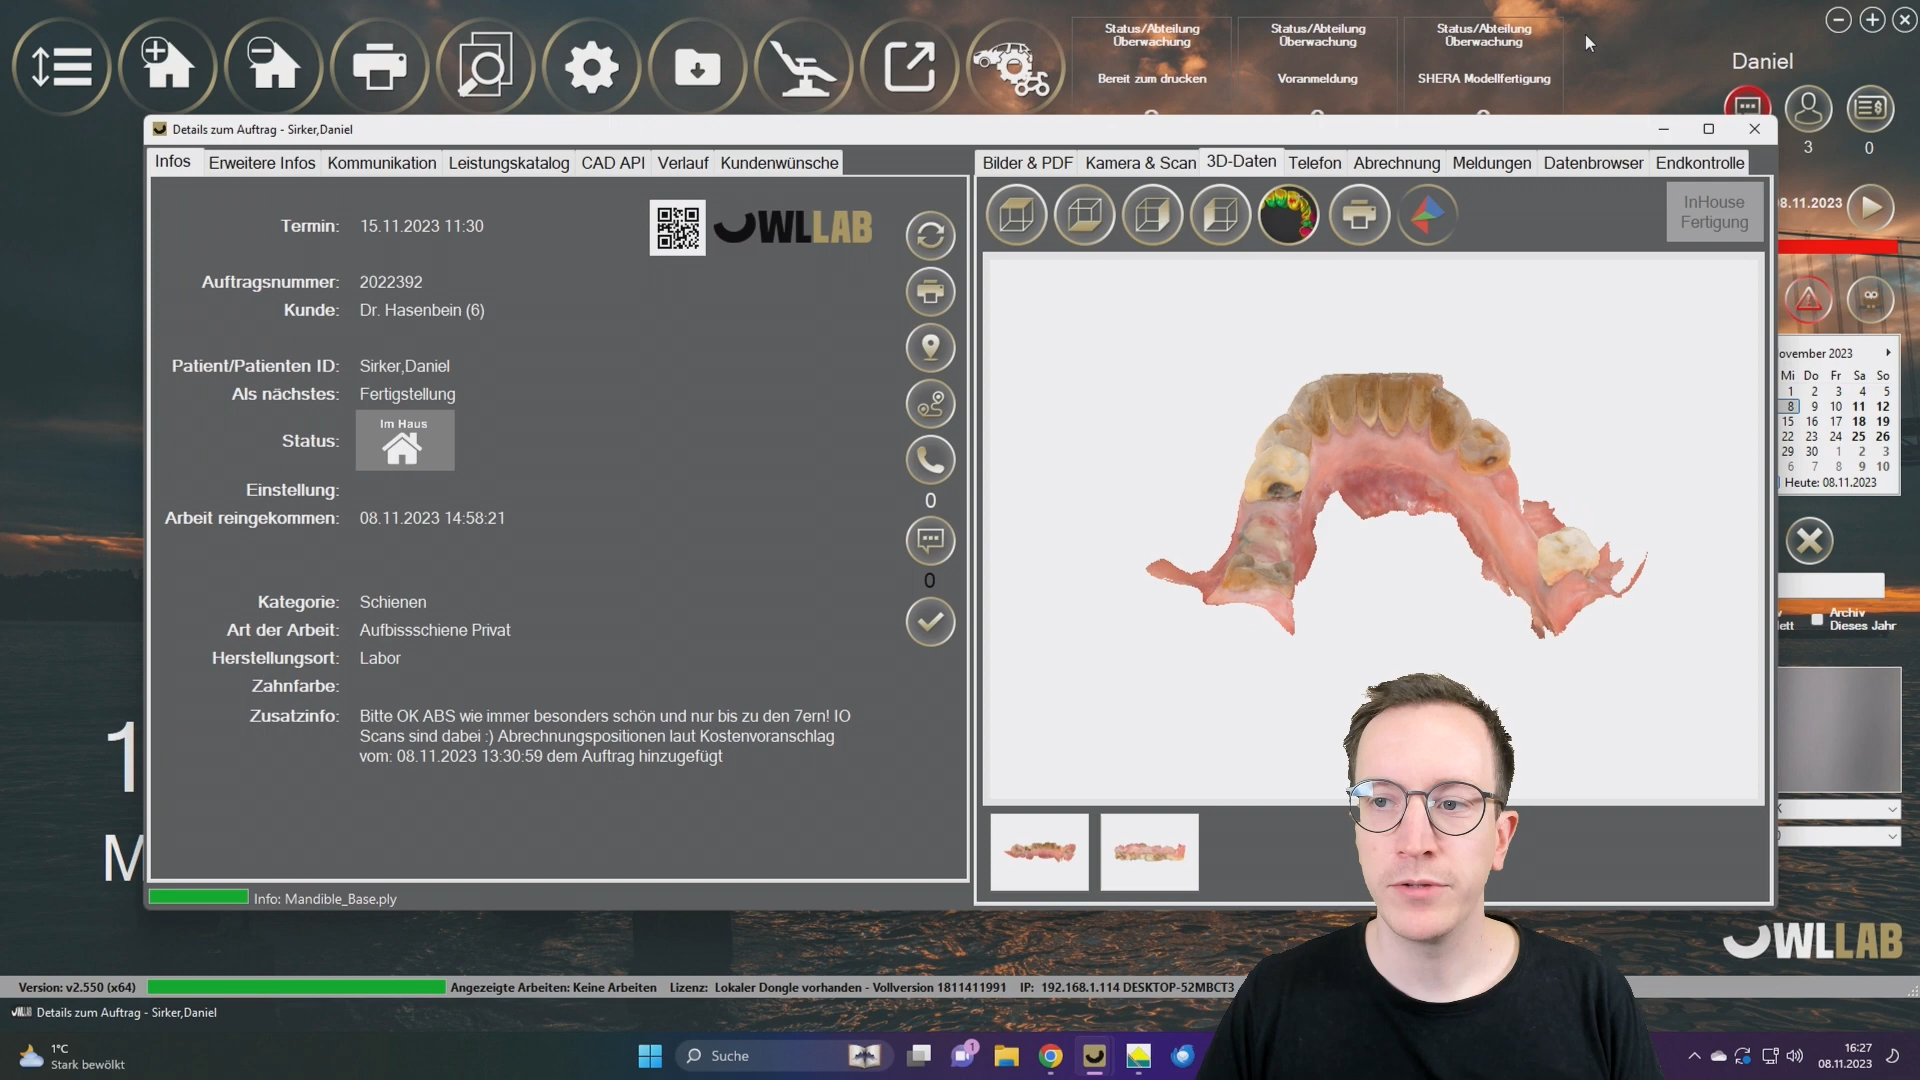 Status/Abteilung
Überwachung
Bereit zum drucken
Status/Abteilung
Überwachung
Voranmeldung
Status/Abteilung
Überwachung
SHERA Modellfertigung
Daniel
3
0
Details zum Auftrag - Sirker,Daniel
Infos Erweitere Infos Kommunikation Leistungskatalog CAD API Verlauf Kundenwünsche
Bilder & PDF Kamera & Scan 3D-Daten Telefon Abrechnung Meldungen Datenbrowser Endkontrolle
Termin: 15.11.2023 11:30
OWLLAB
Auftragsnummer: 2022392
Kunde: Dr. Hasenbein (6)
Patient/Patienten ID: Sirker,Daniel
Als nächstes: Fertigstellung
Status: Im Haus
Einstellung:
Arbeit reingekommen: 08.11.2023 14:58:21
Kategorie: Schienen
Art der Arbeit: Aufbissschiene Privat
Herstellungsort: Labor
Zahnfarbe:
Zusatzinfo: Bitte OK ABS wie immer besonders schön und nur bis zu den 7ern! IO
Scans sind dabei :) Abrechnungspositionen laut Kostenvoranschlag
vom: 08.11.2023 13:30:59 dem Auftrag hinzugefügt
0
0
InHouse
Fertigung
8.11.2023
ovember 2023
Mi Do Fr Sa So
1 2 3 4 5
8 9 10 11 12
15 16 17 18 19
22 23 24 25 26
29 30 1 2 3
6 7 8 9 10
Heute: 08.11.2023
Archiv
Dieses Jahr
lett
1
M
Info: Mandible_Base.ply
OWLLAB
Version: v2.550 (x64)
Angezeigte Arbeiten: Keine Arbeiten Lizenz: Lokaler Dongle vorhanden - Vollversion 1811411991 IP: 192.168.1.114 DESKTOP-52MBCT3
Details zum Auftrag - Sirker,Daniel
1°C
Stark bewölkt
Suche
1
16:27
08.11.2023